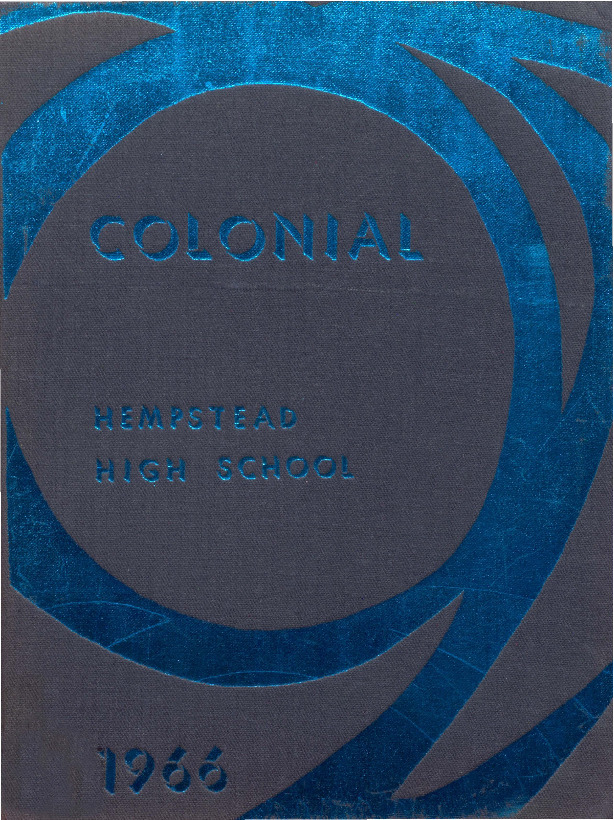 COLONIAL
HEMPSTEAD
HIGH SCHOOL
1966